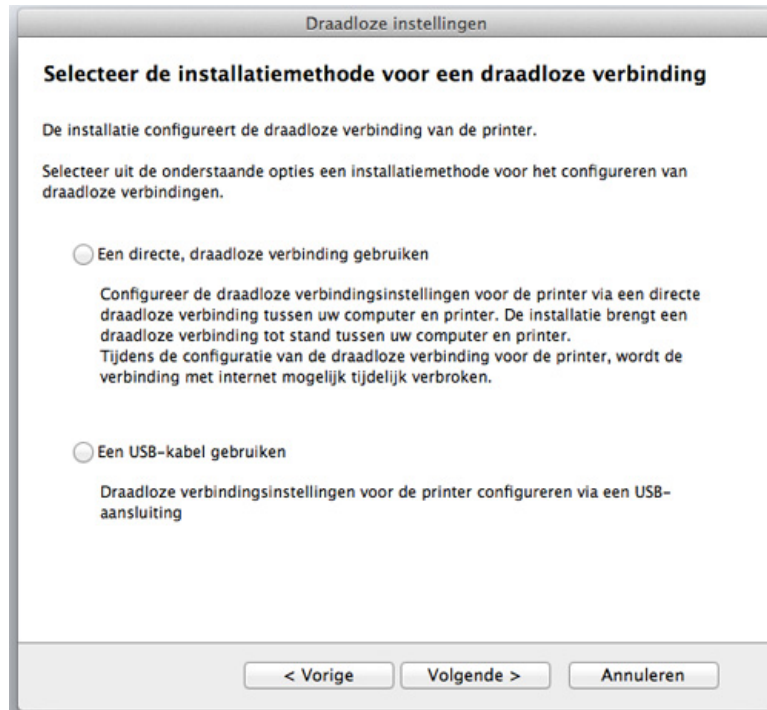 Draadloze instellingen
Selecteer de installatiemethode voor een draadloze verbinding
De installatie configureert de draadloze verbinding van de printer.
Selecteer uit de onderstaande opties een installatiemethode voor het configureren van
draadloze verbindingen.
Een directe, draadloze verbinding gebruiken
Configureer de draadloze verbindingsinstellingen voor de printer via een directe
draadloze verbinding tussen uw computer en printer. De installatie brengt een
draadloze verbinding tot stand tussen uw computer en printer.
Tijdens de configuratie van de draadloze verbinding voor de printer, wordt de
verbinding met internet mogelijk tijdelijk verbroken.
Een USB-kabel gebruiken
Draadloze verbindingsinstellingen voor de printer configureren via een USB-
aansluiting
< Vorige Volgende > Annuleren